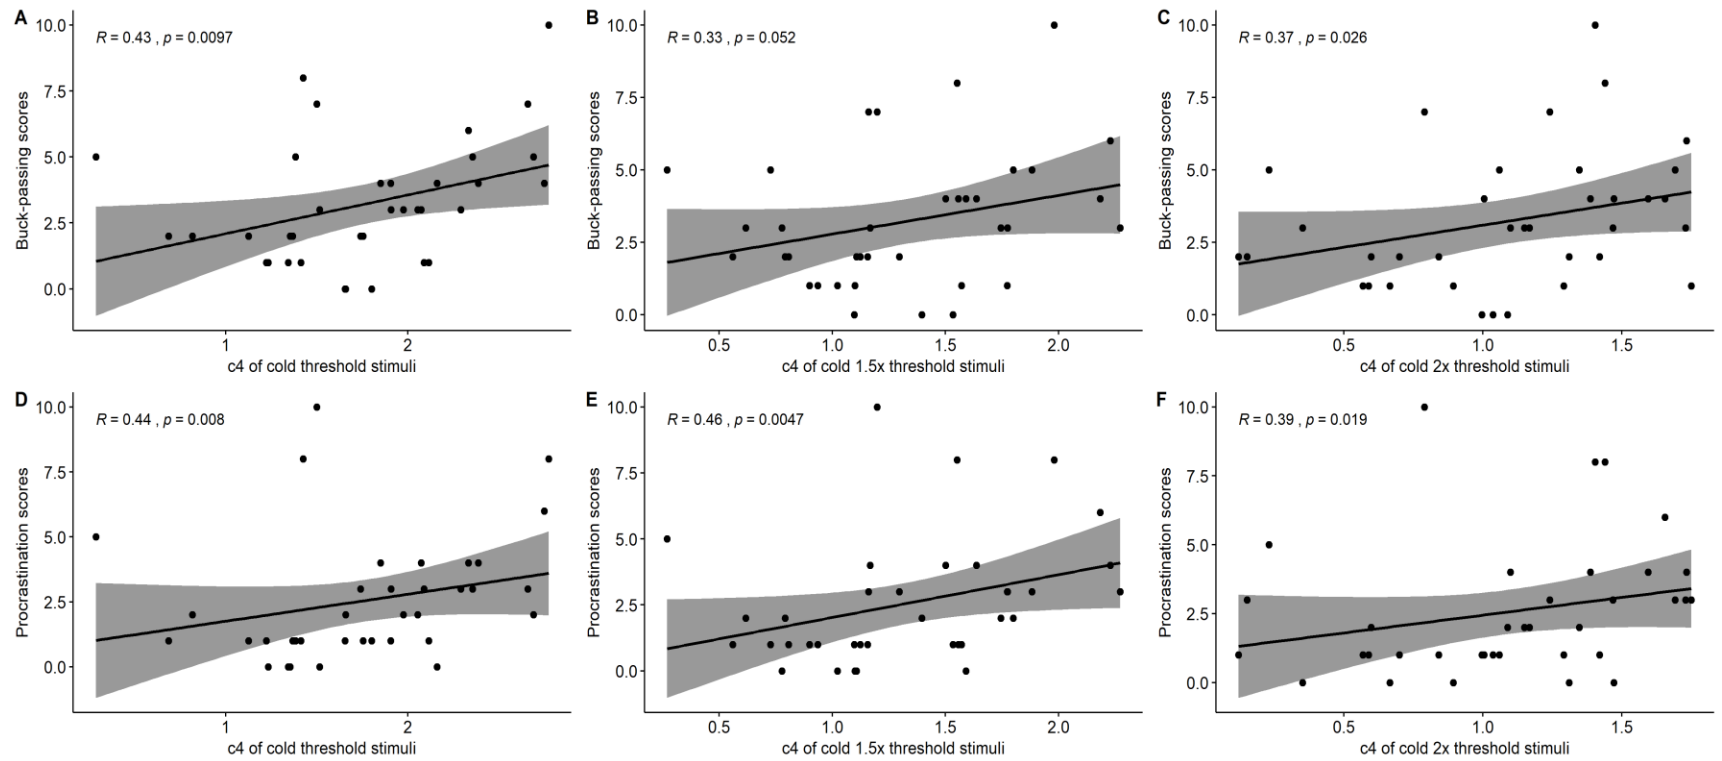 A
R = 0.43 , p = 0.0097
Buck-passing scores
10.0
7.5
5.0
2.5
0.0
1
2
c4 of cold threshold stimuli
B
R = 0.33 , p = 0.052
Buck-passing scores
10.0
7.5
5.0
2.5
0.0
0.5
1.0
1.5
2.0
c4 of cold 1.5x threshold stimuli
C
R = 0.37 , p = 0.026
Buck-passing scores
10.0
7.5
5.0
2.5
0.0
0.5
1.0
1.5
c4 of cold 2x threshold stimuli
D
R = 0.44 , p = 0.008
Procrastination scores
10.0
7.5
5.0
2.5
0.0
1
2
c4 of cold threshold stimuli
E
R = 0.46 , p = 0.0047
Procrastination scores
10.0
7.5
5.0
2.5
0.0
0.5
1.0
1.5
2.0
c4 of cold 1.5x threshold stimuli
F
R = 0.39 , p = 0.019
Procrastination scores
10.0
7.5
5.0
2.5
0.0
0.5
1.0
1.5
c4 of cold 2x threshold stimuli